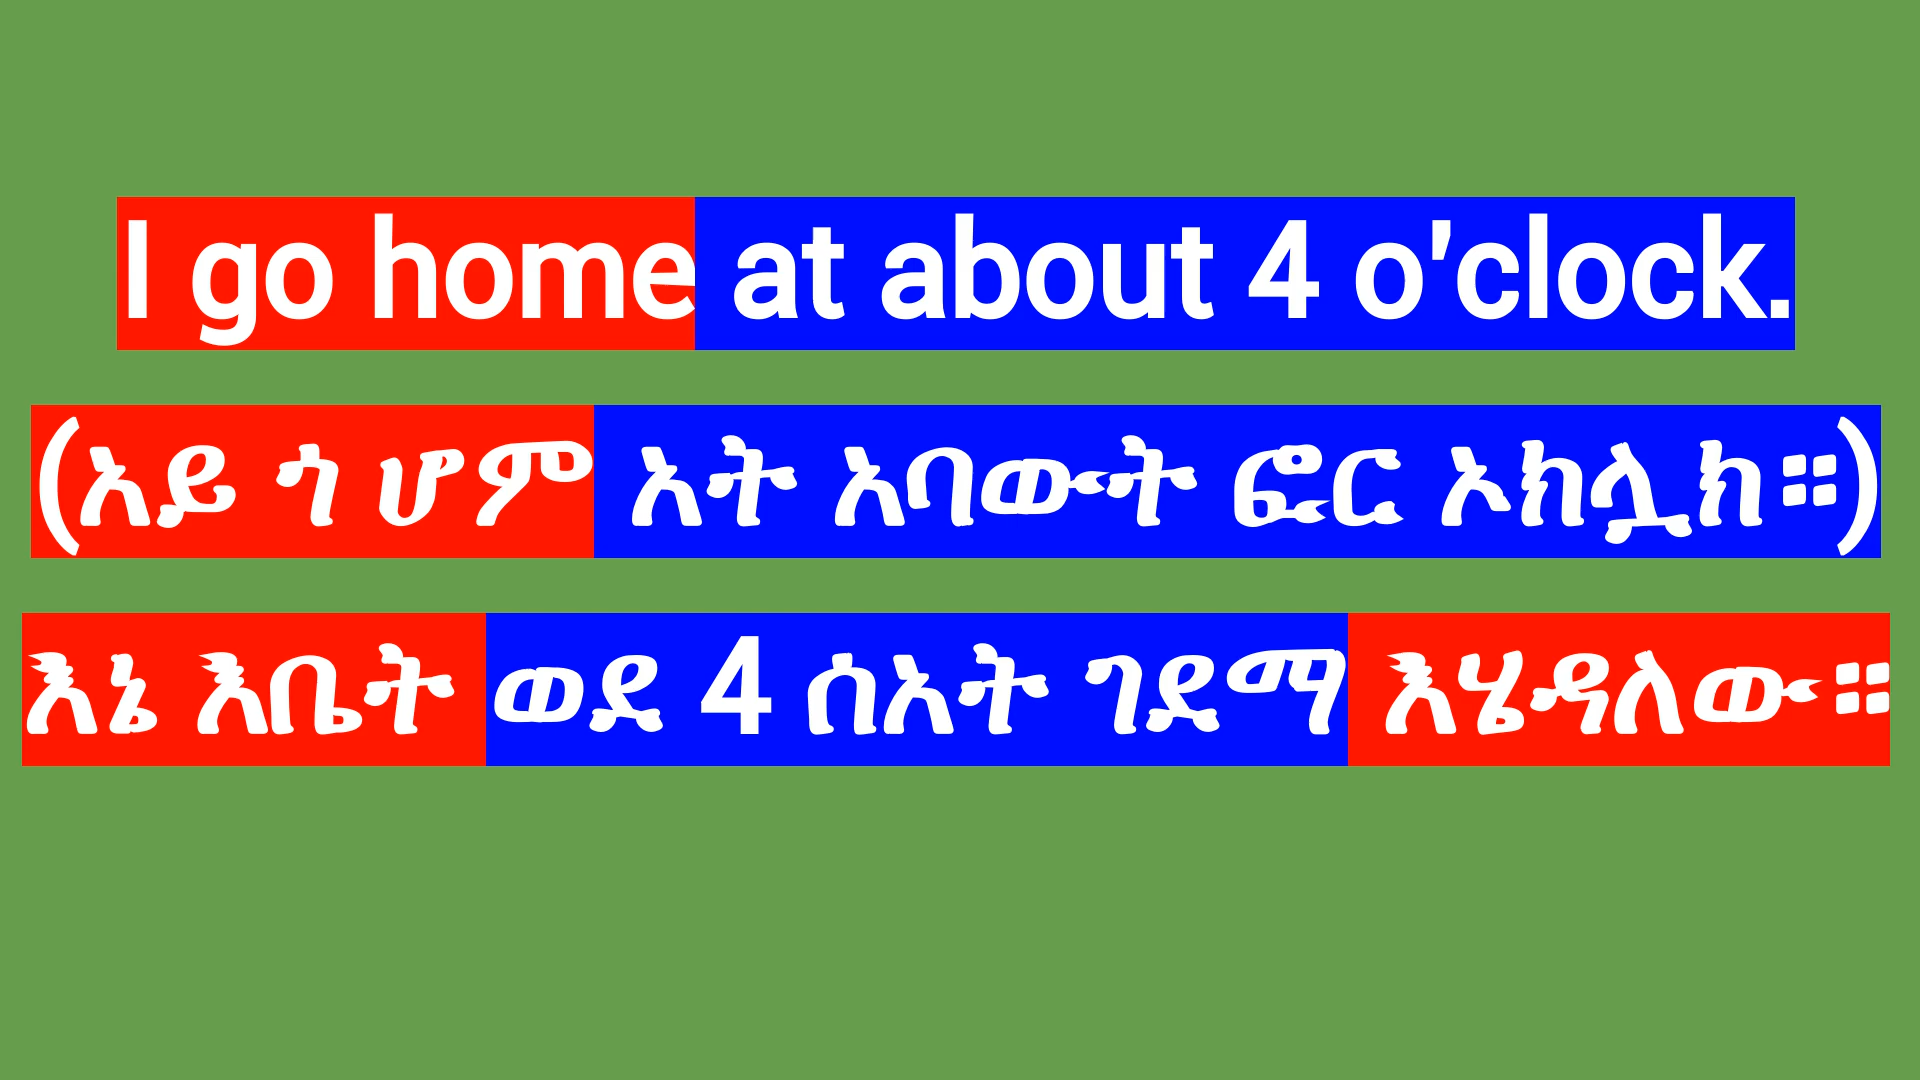 I go home at about 4 o'clock.
(አይ ጎ ሆም አት አባውት ፎር ኦክሏክ።)
እኔ እቤት ወደ 4 ሰአት ገደማ እሄዳለው።